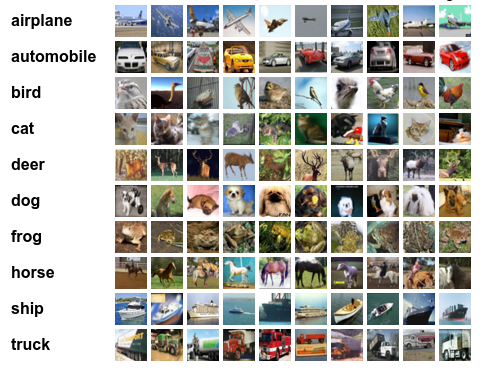 airplane
automobile
bird
cat
deer
dog
frog
horse
ship
truck